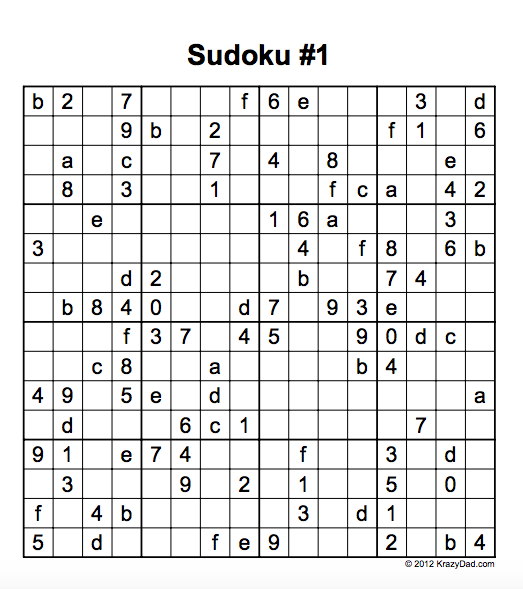 Sudoku #1
b 2 7 f 6 e 3 d
9 b 2 f 1 6
a c 7 4 8 e
8 3 1 f c a 4 2
e 1 6 a 3
3 4 f 8 6 b
d 2 b 7 4
b 8 4 0 d 7 9 3 e
f 3 7 4 5 9 0 d c
c 8 a b 4
4 9 5 e d a
d 6 c 1 7
9 1 e 7 4 f 3 d
3 9 2 1 5 0
f 4 b 3 d 1
5 d f e 9 2 b 4
© 2012 KrazyDad.com